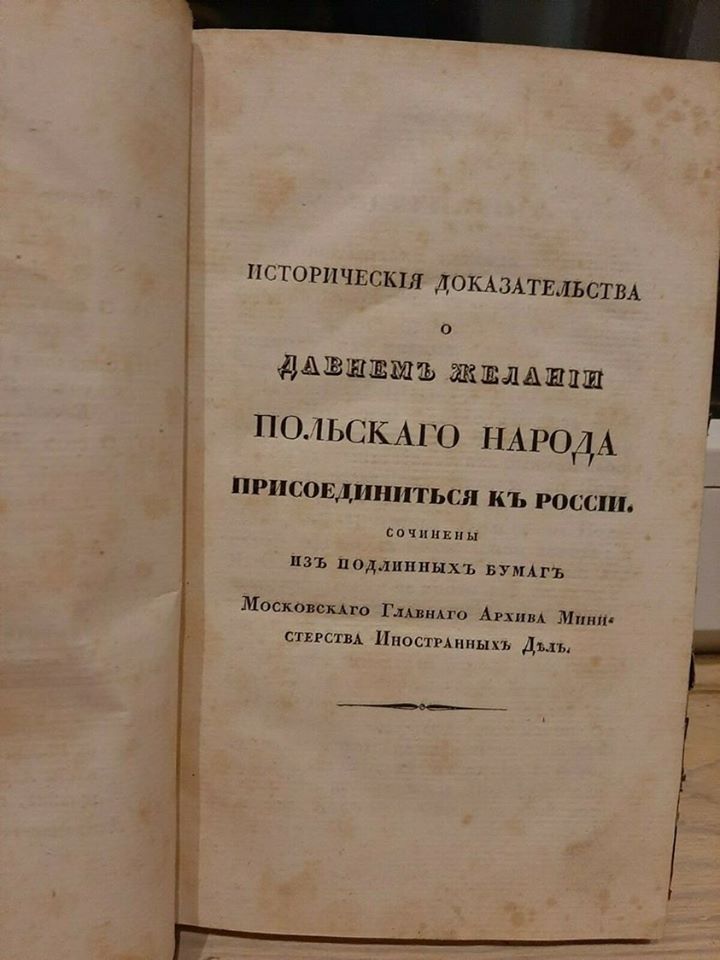 ИСТОРИЧЕСКІЯ ДОКАЗАТЕЛЬСТВА
О
ДАВНЕМЪ ЖЕЛАНІИ
ПОЛЬСКАГО НАРОДА
ПРИСОЕДИНИТЬСЯ КЪ РОССІИ.
СОЧИНЕНЫ
ИЗЪ ПОДЛИННЫХЪ БУМАГЪ
МОСКОВСКАГО ГЛАВНАГО АРХИВА МИНИ-
СТЕРСТВА ИНОСТРАННЫХЪ ДѢЛЪ.